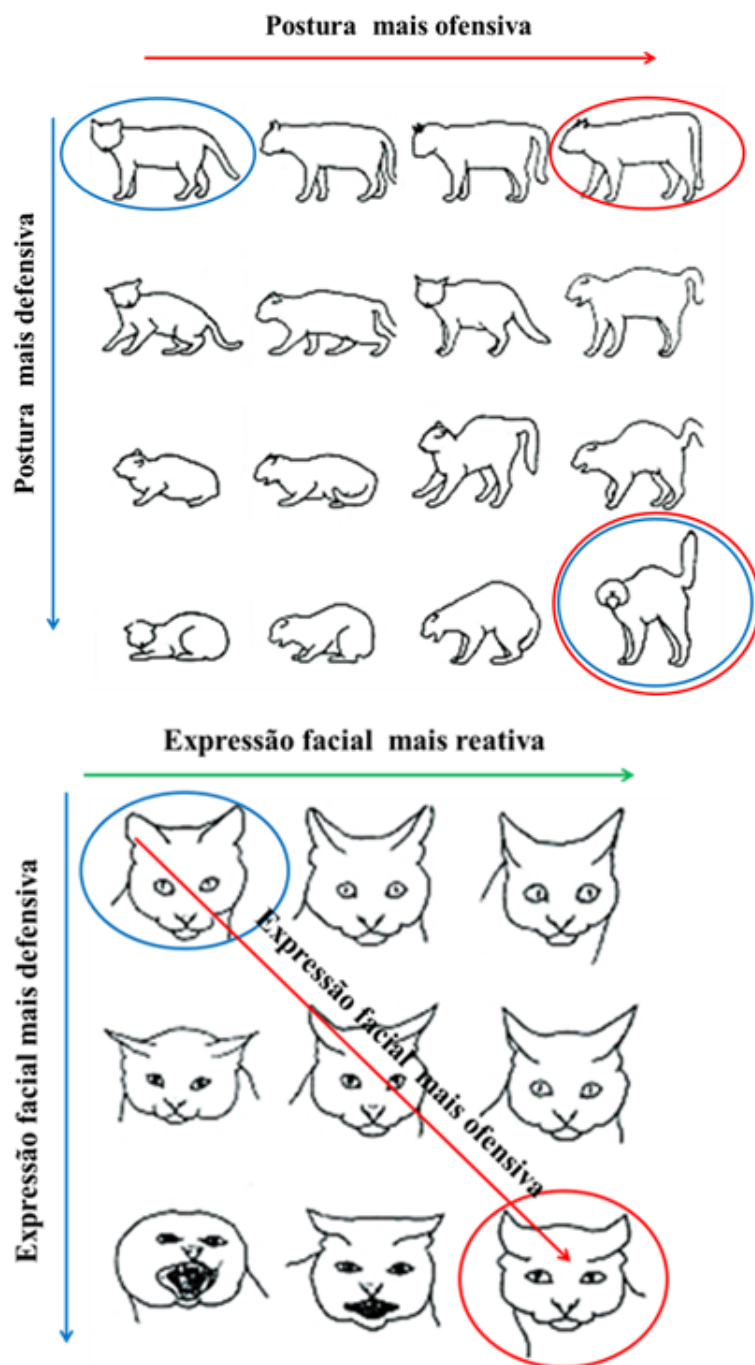 Postura mais ofensiva
Postura mais defensiva
Expressão facial mais reativa
Expressão facial mais defensiva
Expressão facial mais ofensiva